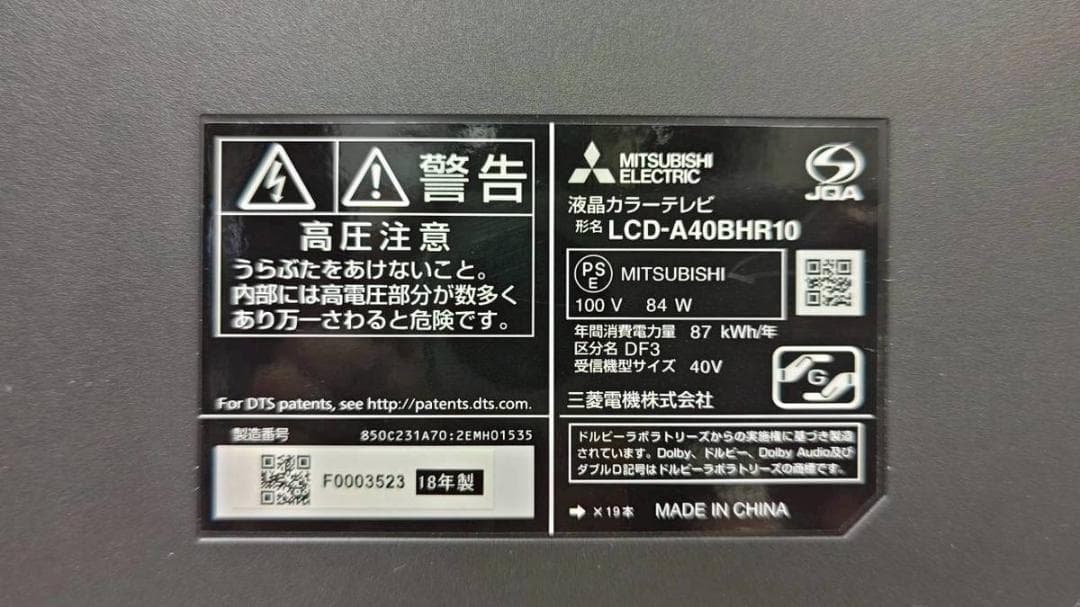 警告
高圧注意
うらぶたをあけないこと。
内部には高電圧部分が数多く
あり万一さわると危険です。
For DTS patents, see http://patents.dts.com.
製造番号 850C231A70:2EMH01535
F0003523 18年製
MITSUBISHI
ELECTRIC
JQA
液晶カラーテレビ
形名 LCD-A40BHR10
PS
E
MITSUBISHI
100 V 84 W
年間消費電力量 87 kWh/年
区分名 DF3
受信機型サイズ 40V
G
三菱電機株式会社
ドルビーラボラトリーズからの実施権に基づき製造
されています。Dolby、ドルビー、Dolby Audio及び
ダブルD記号はドルビーラボラトリーズの商標です。
➡ ×19本 MADE IN CHINA